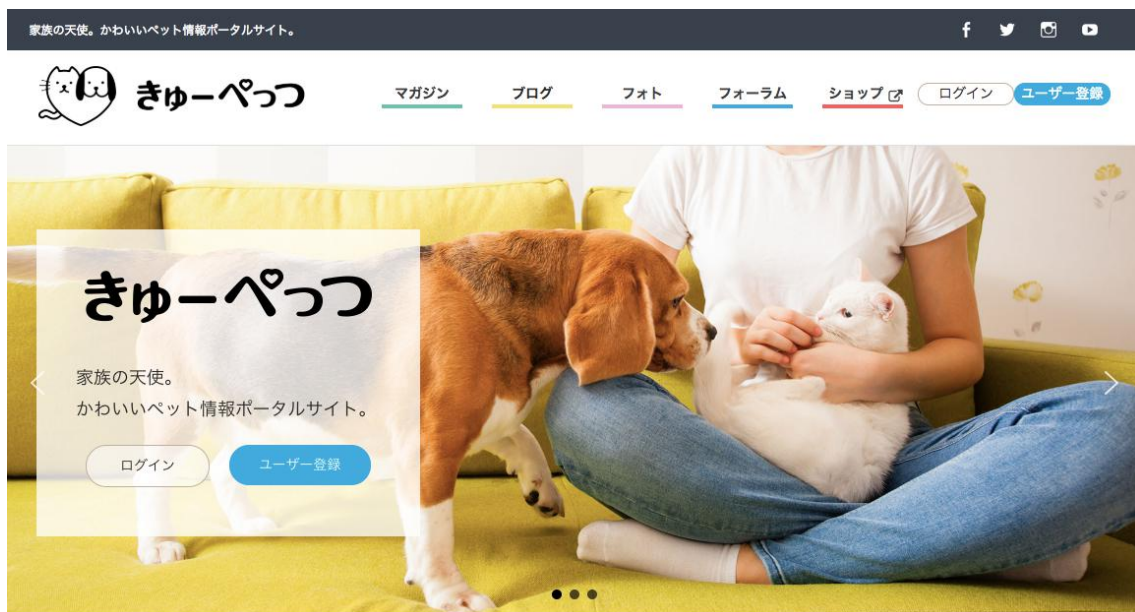 家族の天使。かわいいペット情報ポータルサイト。
きゅーぺっつ
マガジン
ブログ
フォト
フォーラム
ショップ
ログイン
ユーザー登録
きゅーぺっつ
家族の天使。
かわいいペット情報ポータルサイト。
ログイン
ユーザー登録